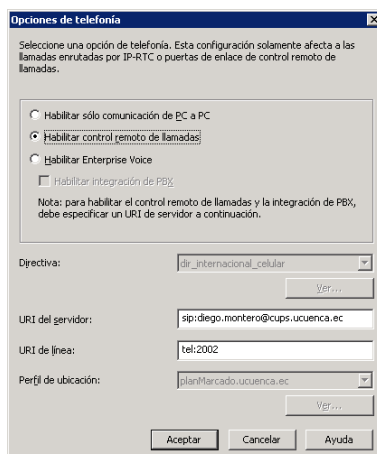 Opciones de telefonía
Seleccione una opción de telefonía. Esta configuración solamente afecta a las
llamadas enrutadas por IP-RTC o puertas de enlace de control remoto de
llamadas.
Habilitar sólo comunicación de PC a PC
Habilitar control remoto de llamadas
Habilitar Enterprise Voice
Habilitar integración de PBX
Nota: para habilitar el control remoto de llamadas y la integración de PBX,
debe especificar un URI de servidor a continuación.
Directiva: dir_internacional_celular
Ver...
URI del servidor: sip:diego.montero@cups.ucuenca.ec
URI de línea: tel:2002
Perfil de ubicación: planMarcado.ucuenca.ec
Ver...
Aceptar Cancelar Ayuda